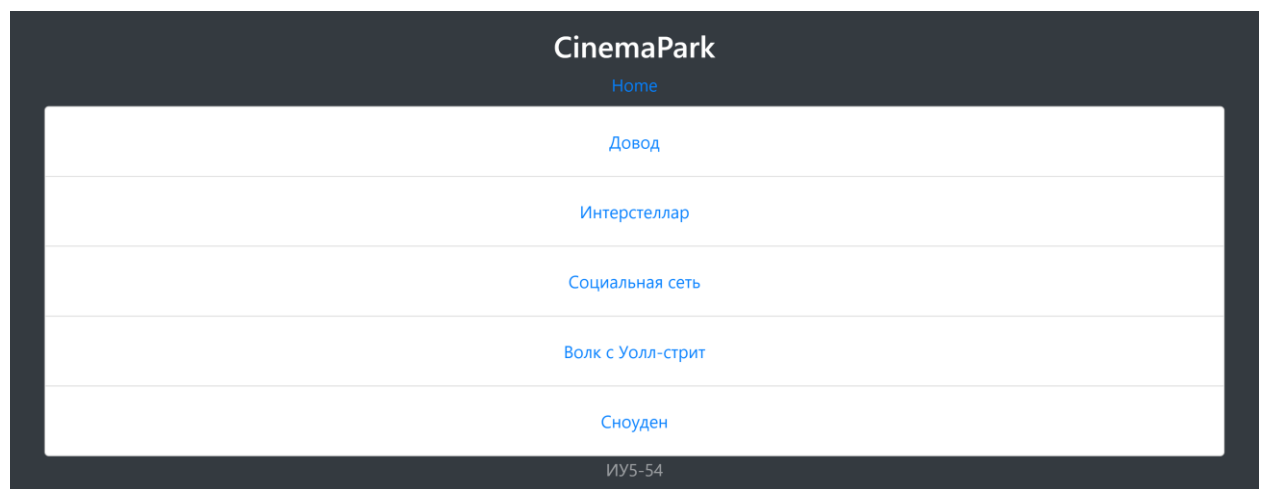 CinemaPark
Home
Довод
Интерстеллар
Социальная сеть
Волк с Уолл-стрит
Сноуден
ИУ5-54